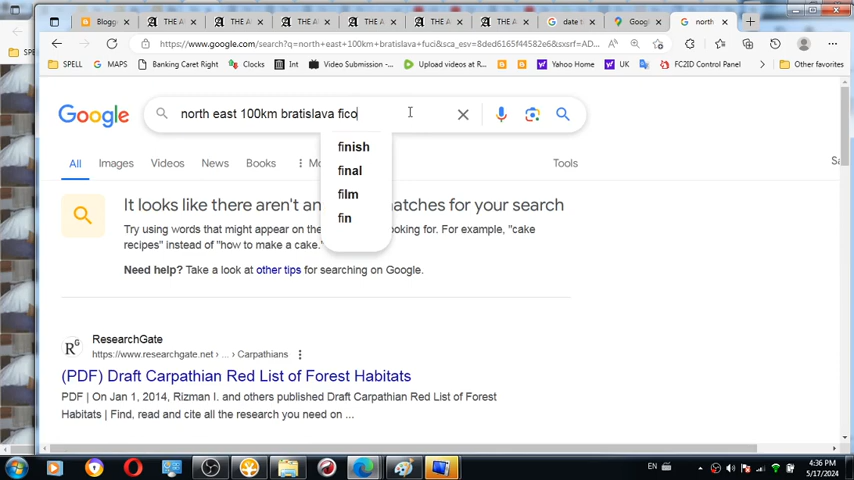 Blogge
THE A
THE A
THE A
THE A
THE A
date t
Googl
north
https://www.google.com/search?q=north+east+100km+bratislava+fuci&sca_esv=8ded6165f44582e6&sxsrf=AD...
SPELL
SPELL
MAPS
Banking Caret Right
Clocks
Int
Video Submission -...
Upload videos at R...
Yahoo Home
UK
FC2ID Control Panel
Other favorites
Google
north east 100km bratislava fico
finish
final
film
fin
All
Images
Videos
News
Books
Mo
Tools
Sa
It looks like there aren't an
matches for your search
Try using words that might appear on the
looking for. For example, "cake
recipes" instead of "how to make a cake."
Need help? Take a look at other tips for searching on Google.
ResearchGate
https://www.researchgate.net › ... › Carpathians
(PDF) Draft Carpathian Red List of Forest Habitats
PDF | On Jan 1, 2014, Rizman I. and others published Draft Carpathian Red List of Forest
Habitats | Find, read and cite all the research you need on ...
EN
4:36 PM
5/17/2024